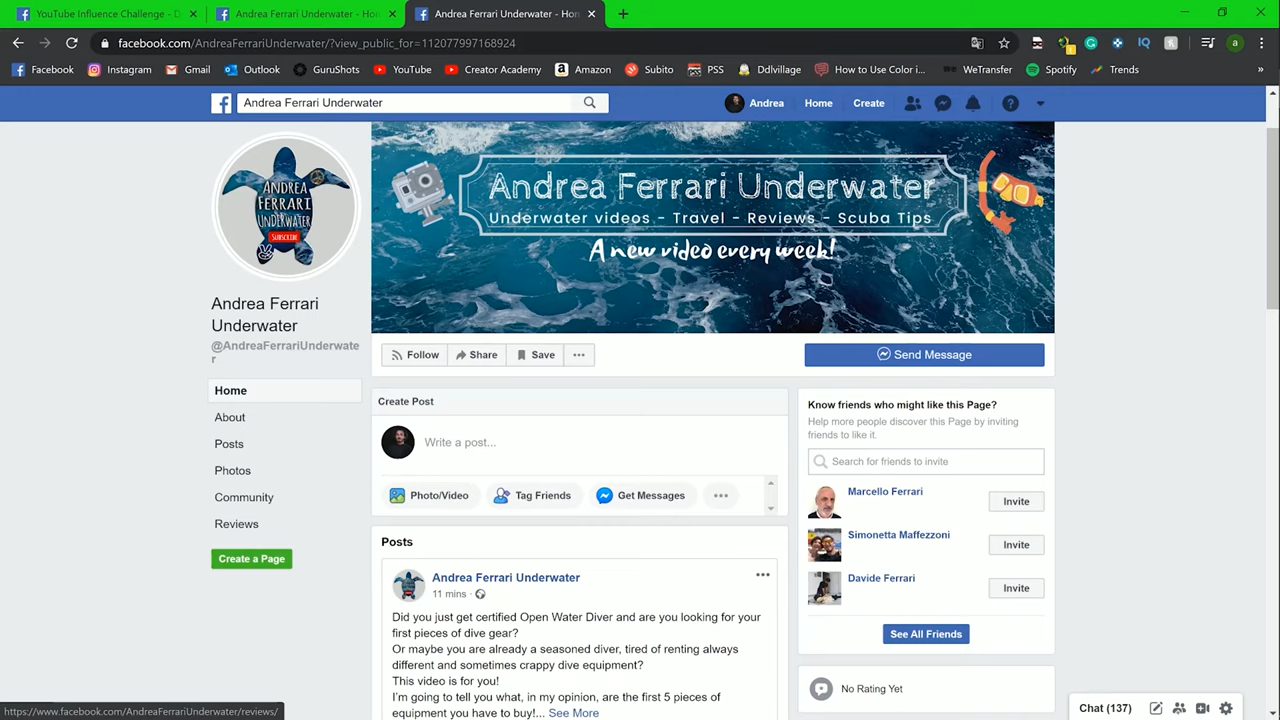 YouTube Influence Challenge - D
Andrea Ferrari Underwater - Hon
Andrea Ferrari Underwater - Hon
facebook.com/AndreaFerrariUnderwater/?view_public_for=112077997168924
Facebook Instagram Gmail Outlook GuruShots YouTube Creator Academy Amazon Subito PSS Ddlvillage How to Use Color i... WeTransfer Spotify Trends »
Andrea Ferrari Underwater
Andrea Home Create
ANDREA
FERRARI
UNDERWATER
SUBSCRIBE
Andrea Ferrari Underwater
Underwater videos - Travel - Reviews - Scuba Tips
A new video every week!
Andrea Ferrari
Underwater
@AndreaFerrariUnderwate
r
Home
About
Posts
Photos
Community
Reviews
Create a Page
Follow Share Save ...
Send Message
Create Post
Write a post...
Photo/Video Tag Friends Get Messages ...
Posts
Andrea Ferrari Underwater
11 mins ·
Did you just get certified Open Water Diver and are you looking for your
first pieces of dive gear?
Or maybe you are already a seasoned diver, tired of renting always
different and sometimes crappy dive equipment?
This video is for you!
I'm going to tell you what, in my opinion, are the first 5 pieces of
equipment you have to buy!... See More
Know friends who might like this Page?
Help more people discover this Page by inviting
friends to like it.
Search for friends to invite
Marcello Ferrari Invite
Simonetta Maffezzoni Invite
Davide Ferrari Invite
See All Friends
No Rating Yet
Chat (137)
https://www.facebook.com/AndreaFerrariUnderwater/reviews/